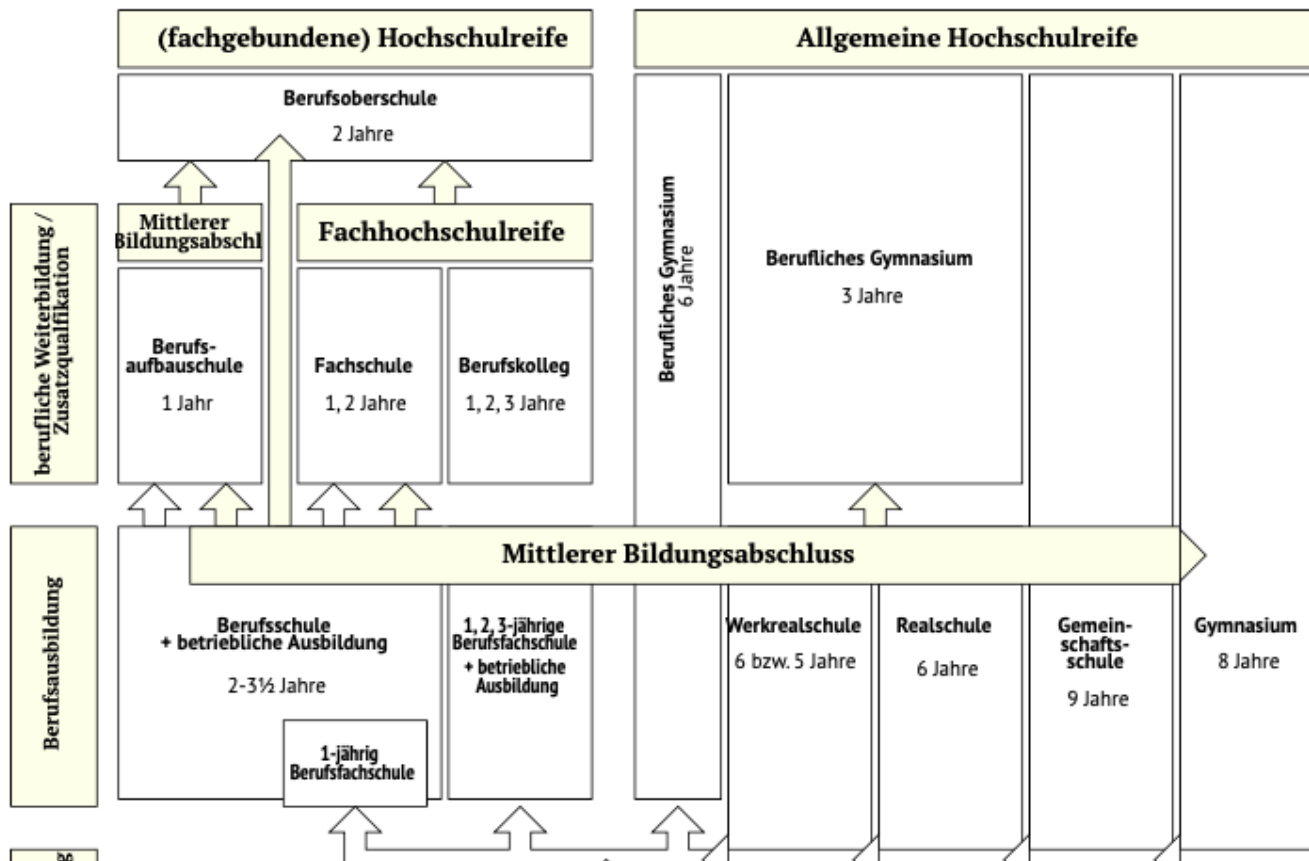 (fachgebundene) Hochschulreife
Allgemeine Hochschulreife
Berufsoberschule
2 Jahre
berufliche Weiterbildung /
Zusatzqualfikation
Mittlerer
Bildungsabschl
Fachhochschulreife
Berufs-
aufbauschule
1 Jahr
Fachschule
1, 2 Jahre
Berufskolleg
1, 2, 3 Jahre
Berufliches Gymnasium
6 Jahre
Berufliches Gymnasium
3 Jahre
Mittlerer Bildungsabschluss
Berufsausbildung
Berufsschule
+ betriebliche Ausbildung
2-3½ Jahre
1-jährig
Berufsfachschule
1, 2, 3-jährige
Berufsfachschule
+ betriebliche
Ausbildung
Werkrealschule
6 bzw. 5 Jahre
Realschule
6 Jahre
Gemein-
schafts-
schule
9 Jahre
Gymnasium
8 Jahre